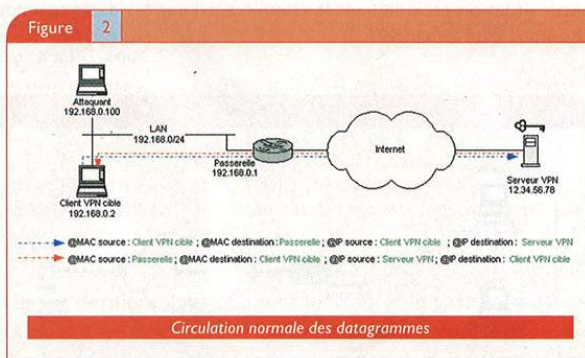 Figure 2
Attaquant
192.168.0.100
LAN
192.168.0/24
Passerelle
192.168.0.1
Internet
Client VPN cible
192.168.0.2
Serveur VPN
12.34.56.78
@MAC source : Client VPN cible ; @MAC destination : Passerelle ; @IP source : Client VPN cible ; @IP destination : Serveur VPN
@MAC source : Passerelle ; @MAC destination : Client VPN cible ; @IP source : Serveur VPN ; @IP destination : Client VPN cible
Circulation normale des datagrammes